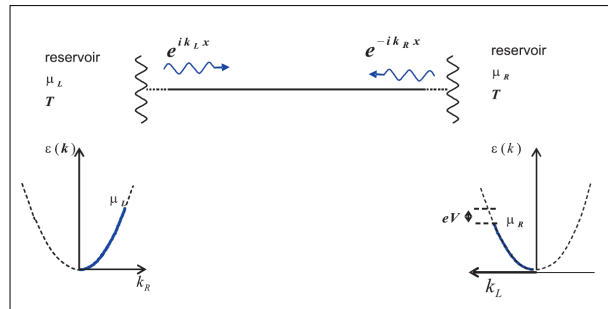 reservoir
μ_L
T
e^{ik_L x}
e^{-ik_R x}
reservoir
μ_R
T
ε(k)
μ_L
k_R
ε(k)
eV
μ_R
k_L